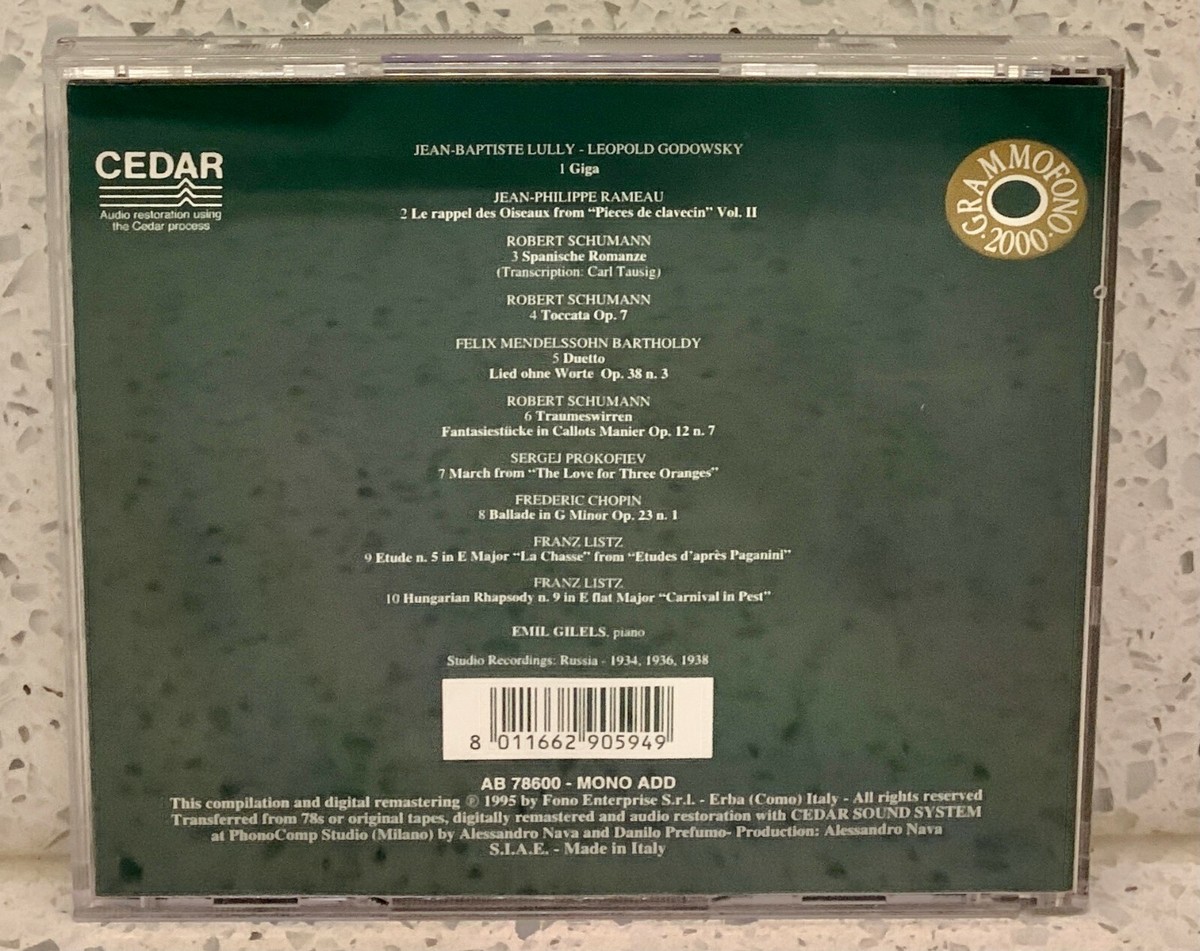 CEDAR
Audio restoration using
the Cedar process
GRAMMOFONO
·2000·
JEAN-BAPTISTE LULLY - LEOPOLD GODOWSKY
1 Giga
JEAN-PHILIPPE RAMEAU
2 Le rappel des Oiseaux from “Pieces de clavecin” Vol. II
ROBERT SCHUMANN
3 Spanische Romanze
(Transcription: Carl Tausig)
ROBERT SCHUMANN
4 Toccata Op. 7
FELIX MENDELSSOHN BARTHOLDY
5 Duetto
Lied ohne Worte Op. 38 n. 3
ROBERT SCHUMANN
6 Traumeswirren
Fantasiestücke in Callots Manier Op. 12 n. 7
SERGEJ PROKOFIEV
7 March from “The Love for Three Oranges”
FREDERIC CHOPIN
8 Ballade in G Minor Op. 23 n. 1
FRANZ LISTZ
9 Etude n. 5 in E Major “La Chasse” from “Etudes d'après Paganini”
FRANZ LISTZ
10 Hungarian Rhapsody n. 9 in E flat Major “Carnival in Pest”
EMIL GILELS, piano
Studio Recordings: Russia - 1934, 1936, 1938
8 011662 905949
AB 78600 - MONO ADD
This compilation and digital remastering ℗ 1995 by Fono Enterprise S.r.l. - Erba (Como) Italy - All rights reserved
Transferred from 78s or original tapes, digitally remastered and audio restoration with CEDAR SOUND SYSTEM
at PhonoComp Studio (Milano) by Alessandro Nava and Danilo Prefumo- Production: Alessandro Nava
S.I.A.E. - Made in Italy